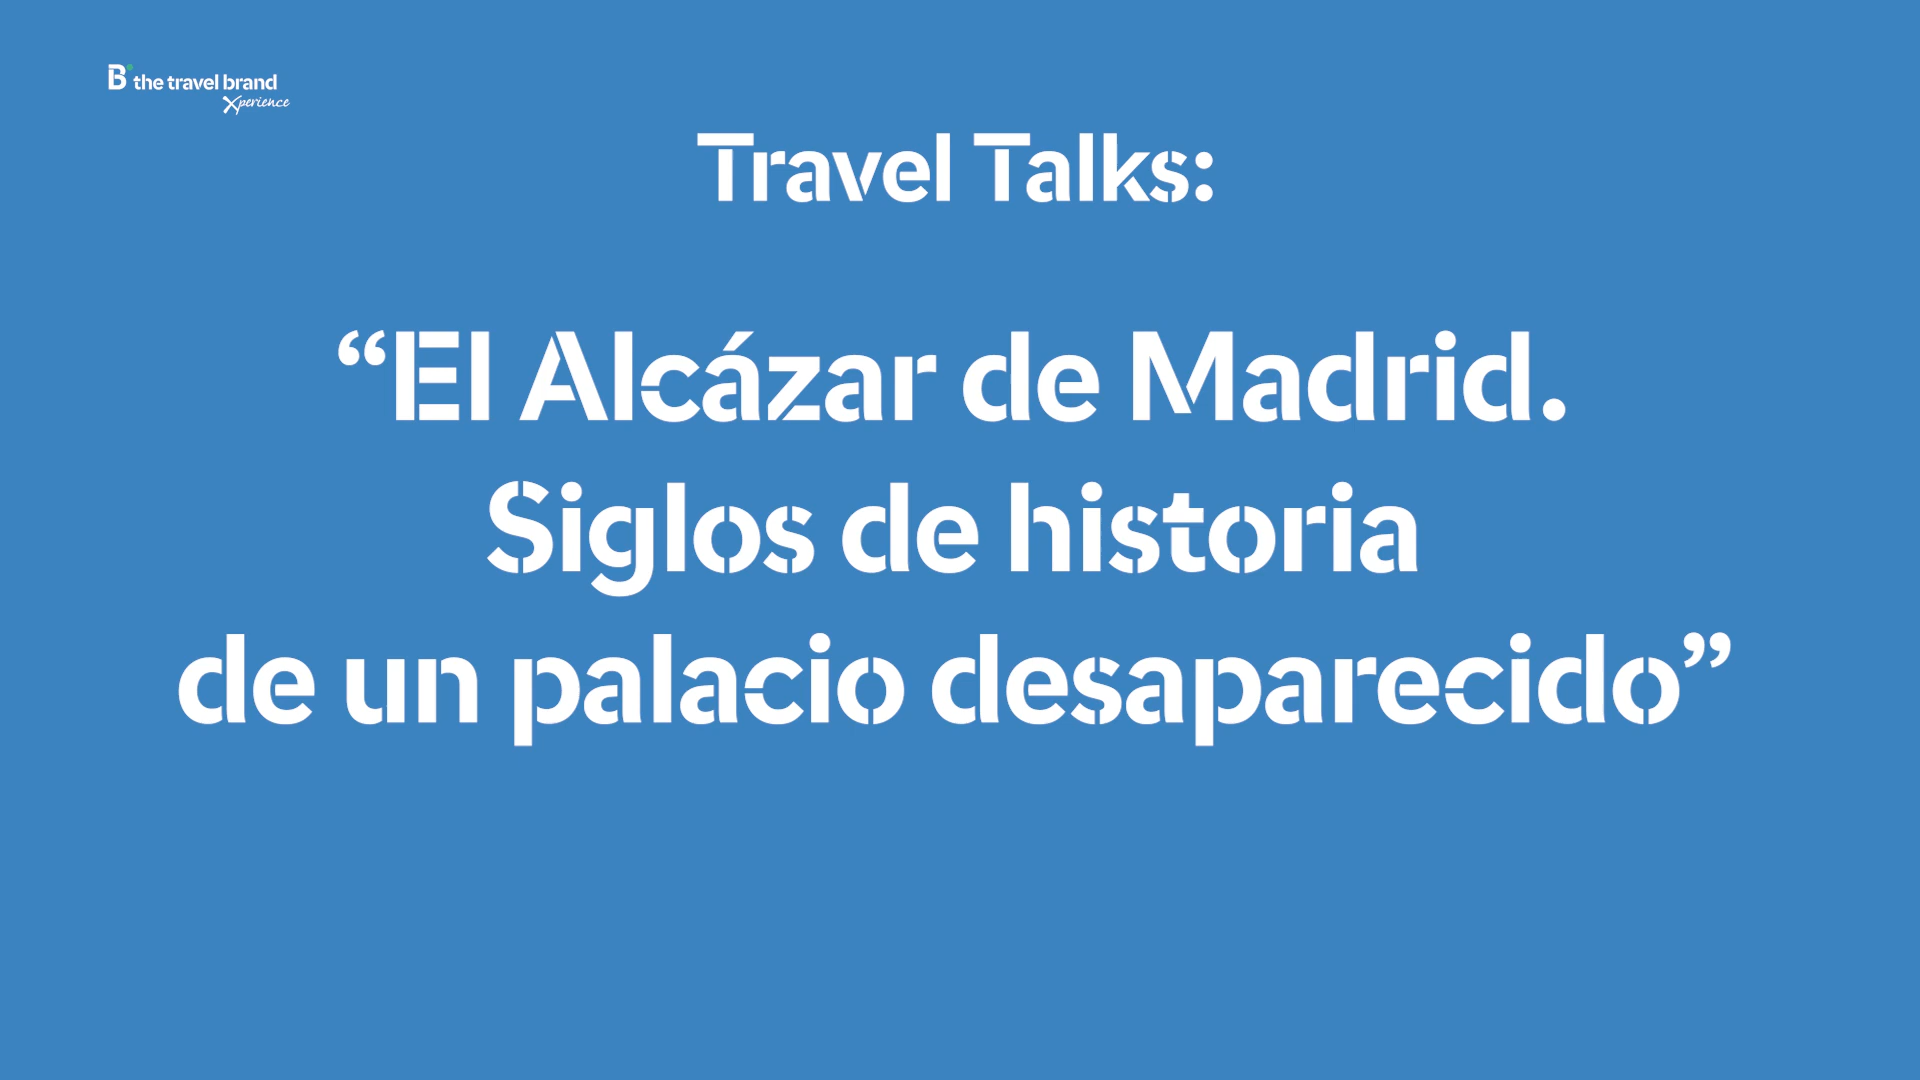 B the travel brand
Xperience
Travel Talks:
“El Alcázar de Madrid.
Siglos de historia
de un palacio desaparecido”